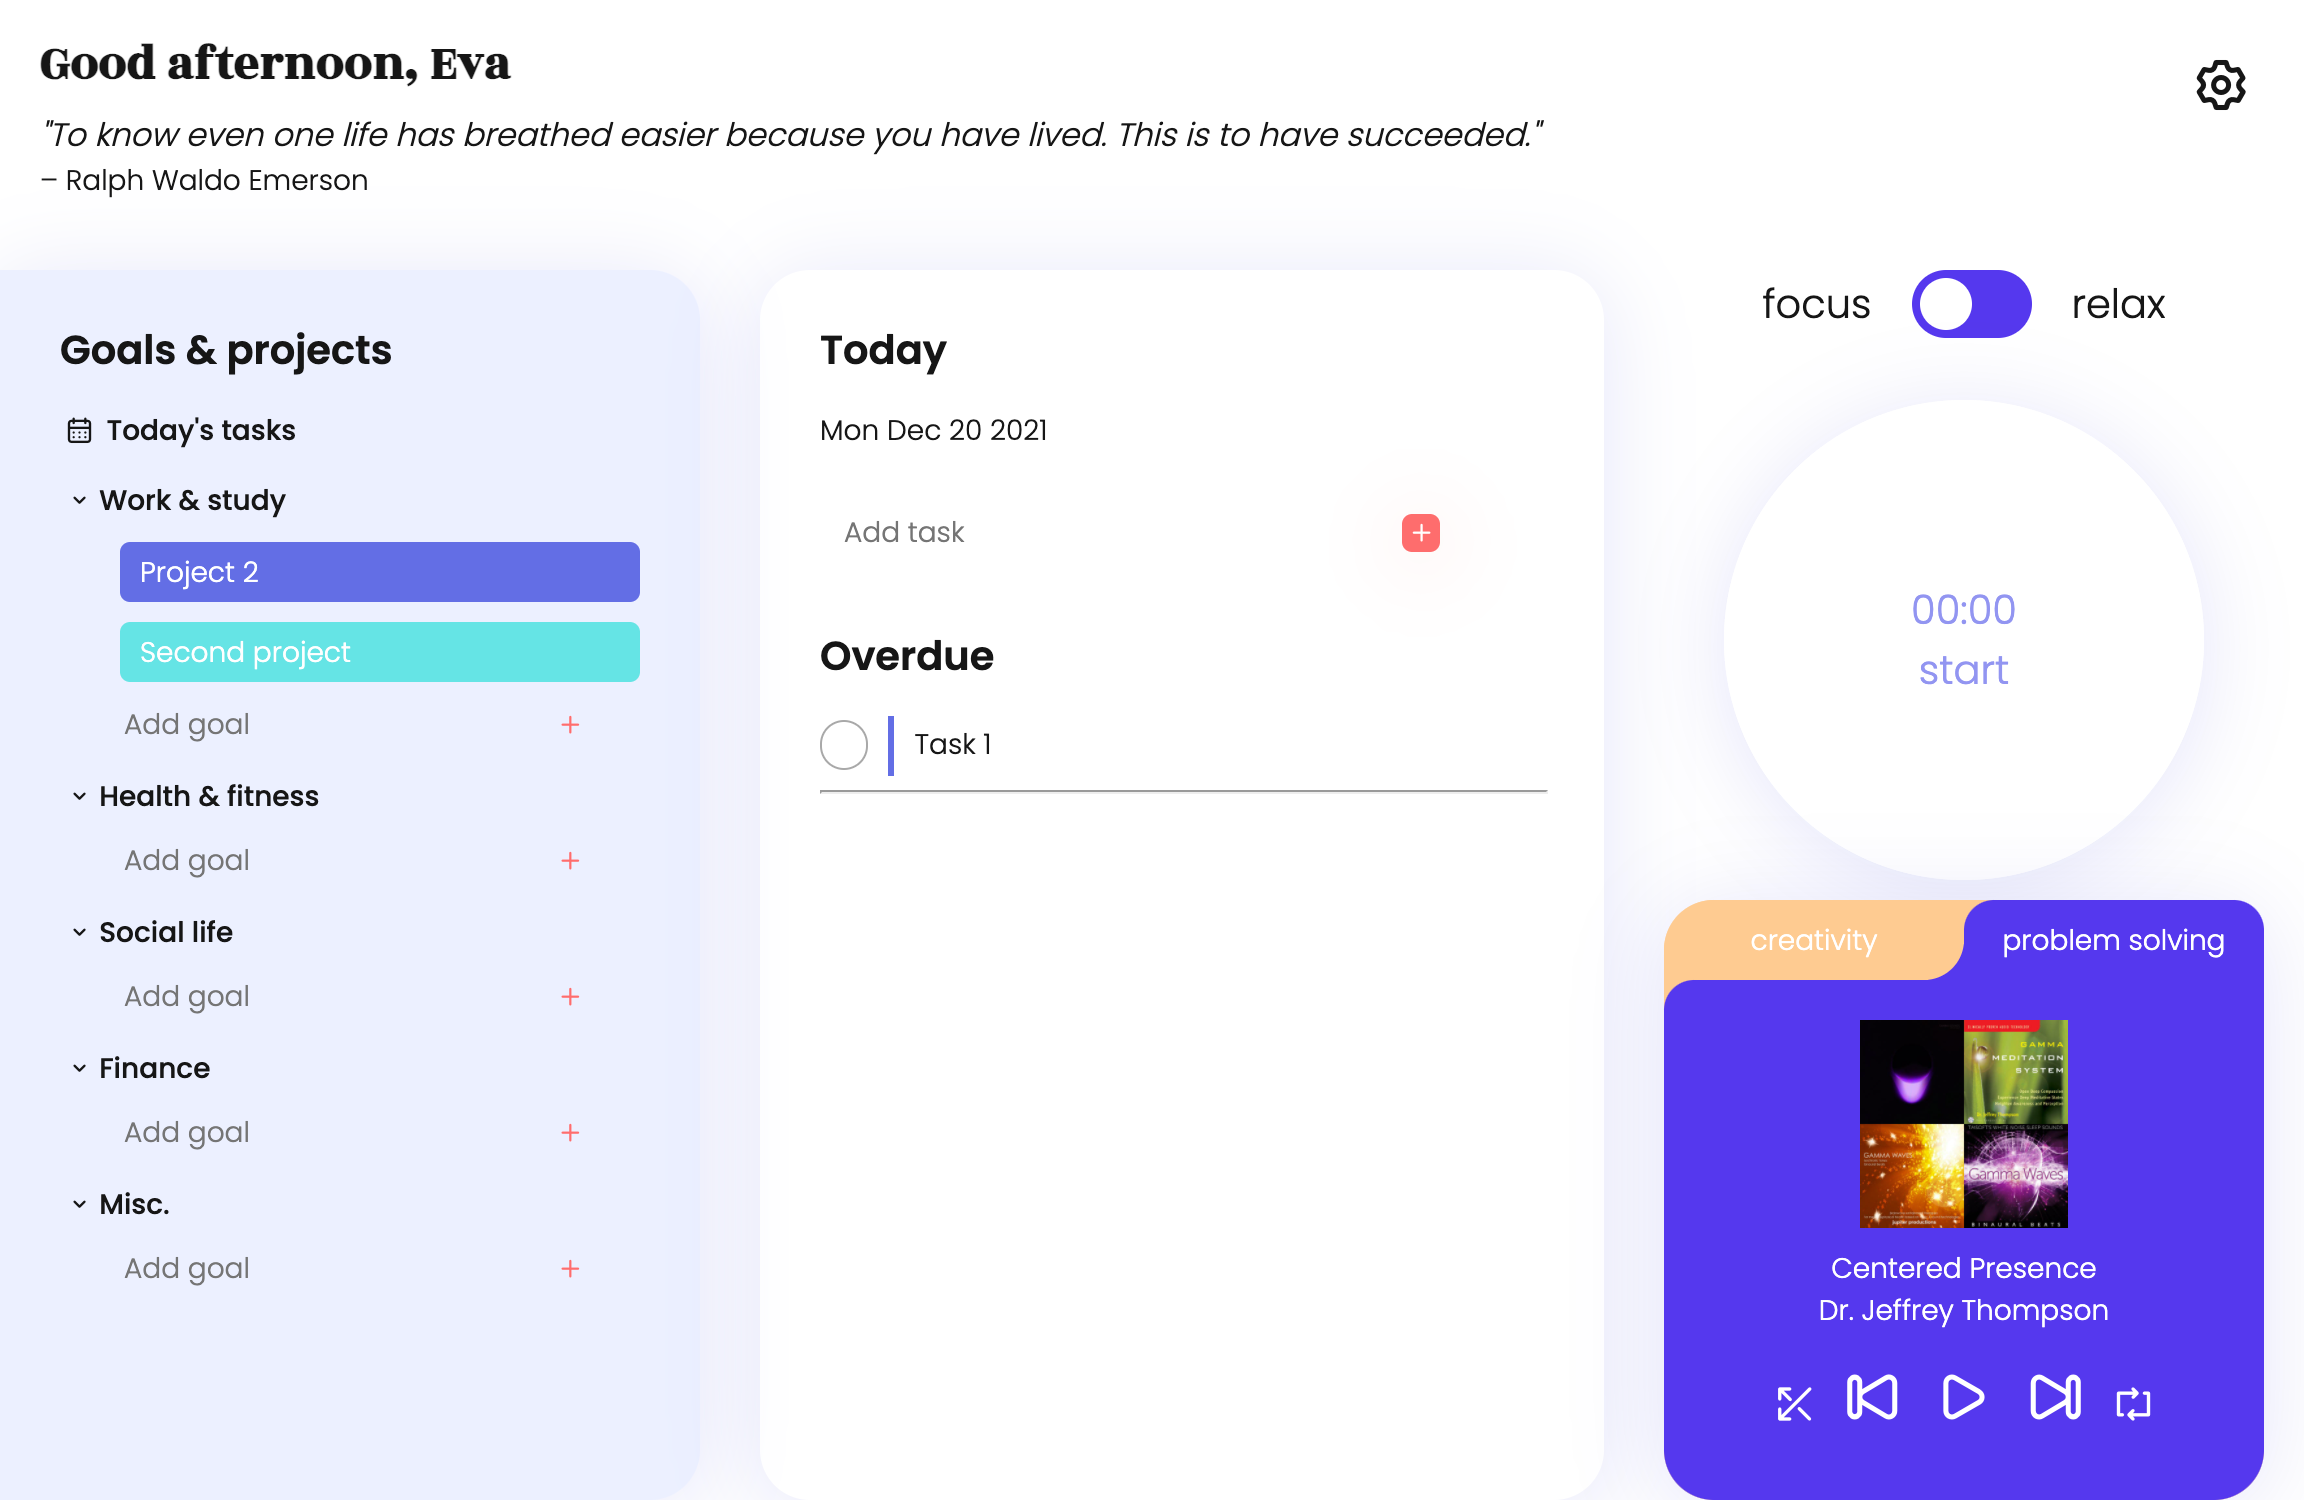 Good afternoon, Eva
"To know even one life has breathed easier because you have lived. This is to have succeeded."
– Ralph Waldo Emerson
Goals & projects
Today's tasks
Work & study
Project 2
Second project
Add goal
Health & fitness
Add goal
Social life
Add goal
Finance
Add goal
Misc.
Add goal
Today
Mon Dec 20 2021
Add task
Overdue
Task 1
focus
relax
00:00
start
creativity
problem solving
GAMMA
MEDITATION
SYSTEM
GAMMA WAVES
Gamma Waves
BINAURAL BEATS
Centered Presence
Dr. Jeffrey Thompson